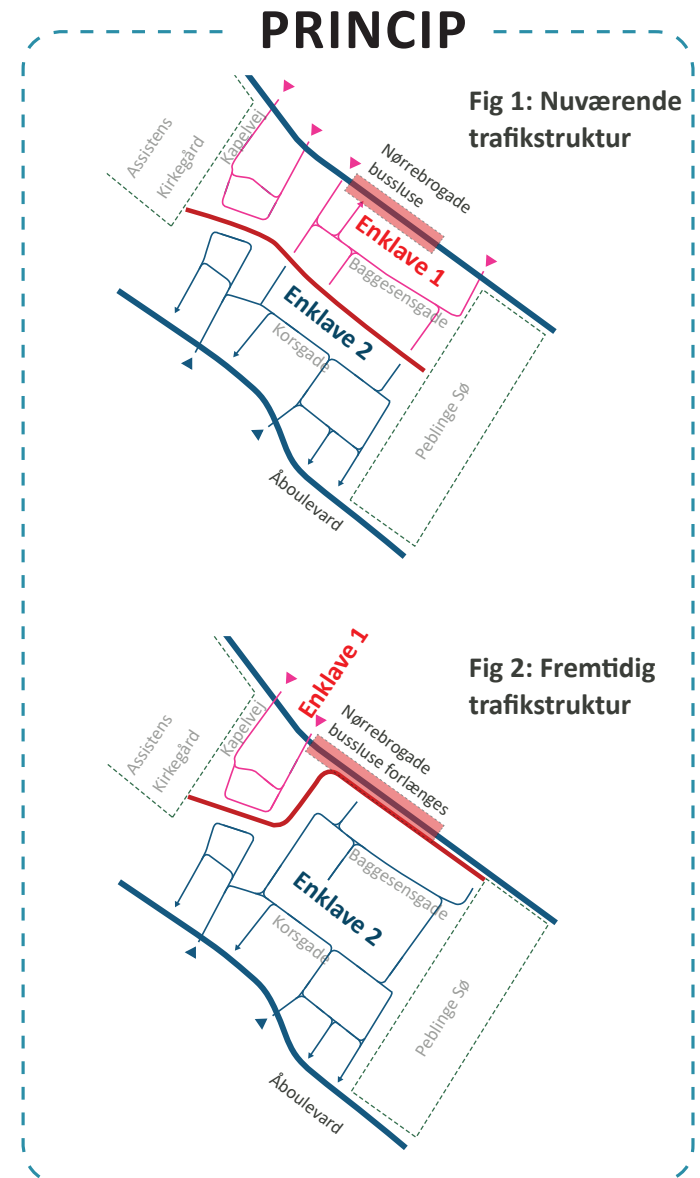 PRINCIP
Fig 1: Nuværende
trafikstruktur
Assistens
Kirkegård
Kapelvej
Nørrebrogade
bussluse
Enklave 1
Baggesensgade
Enklave 2
Korsgade
Peblinge Sø
Åboulevard
Fig 2: Fremtidig
trafikstruktur
Enklave 1
Assistens
Kirkegård
Kapelvej
Nørrebrogade
bussluse forlænges
Baggesensgade
Enklave 2
Korsgade
Peblinge Sø
Åboulevard